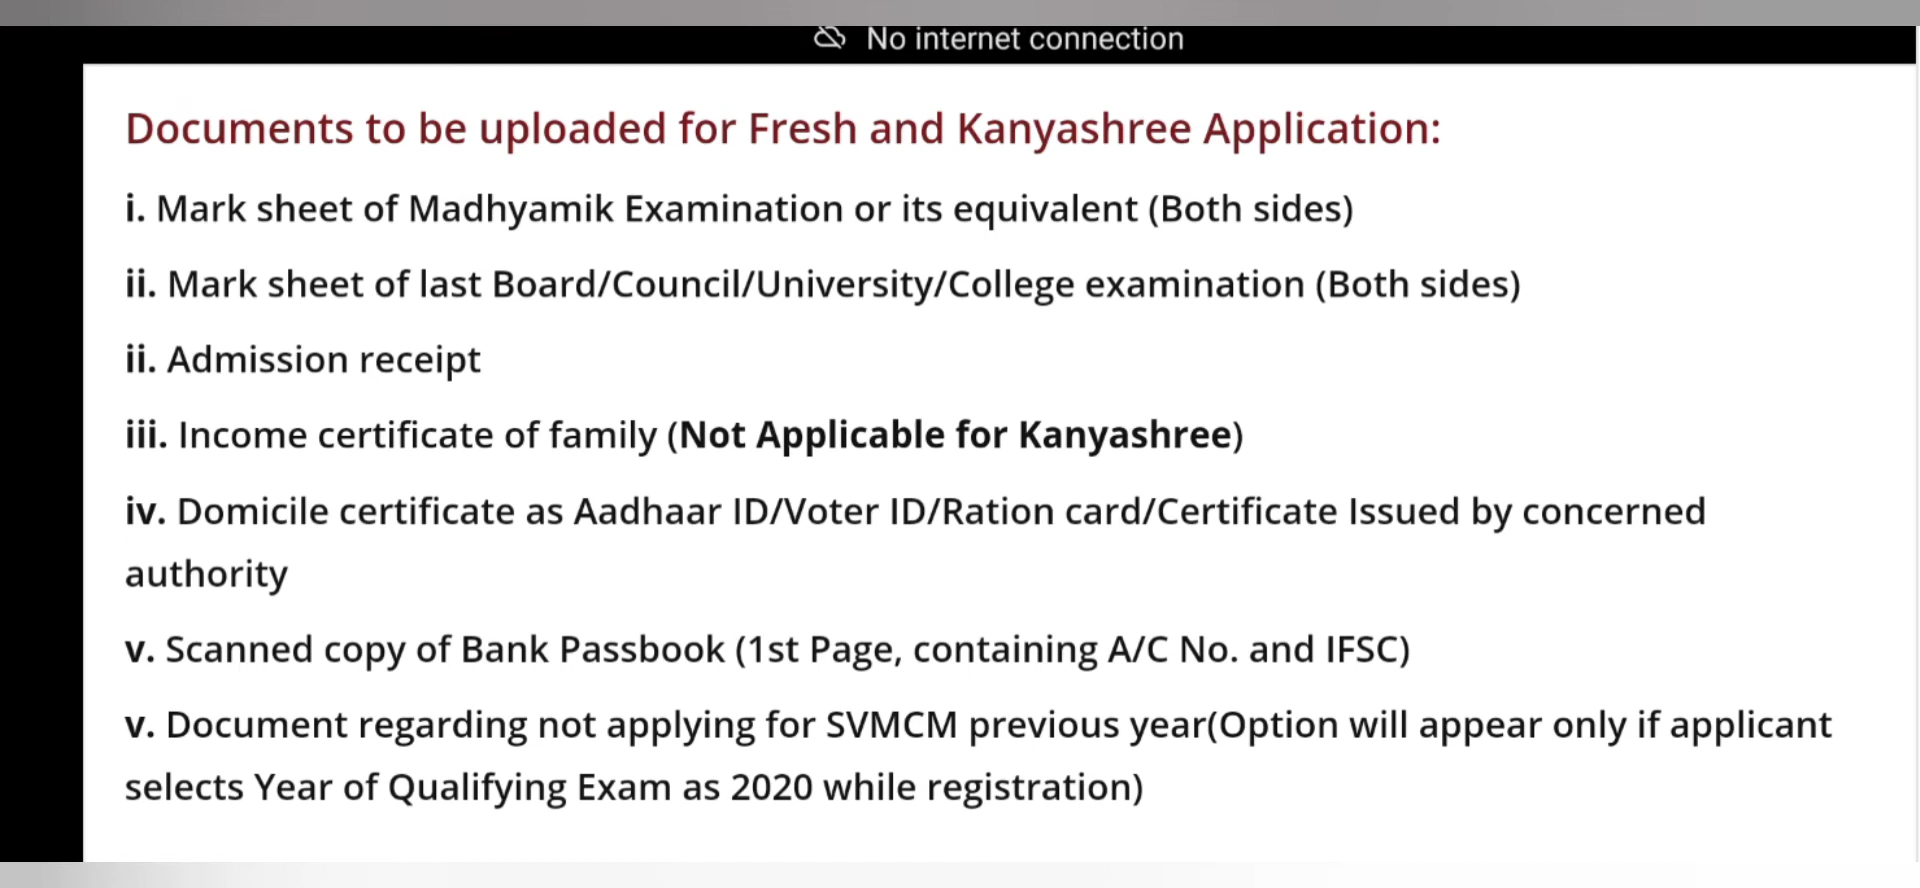 No internet connection
Documents to be uploaded for Fresh and Kanyashree Application:
i. Mark sheet of Madhyamik Examination or its equivalent (Both sides)
ii. Mark sheet of last Board/Council/University/College examination (Both sides)
ii. Admission receipt
iii. Income certificate of family (Not Applicable for Kanyashree)
iv. Domicile certificate as Aadhaar ID/Voter ID/Ration card/Certificate Issued by concerned
authority
v. Scanned copy of Bank Passbook (1st Page, containing A/C No. and IFSC)
v. Document regarding not applying for SVMCM previous year(Option will appear only if applicant
selects Year of Qualifying Exam as 2020 while registration)